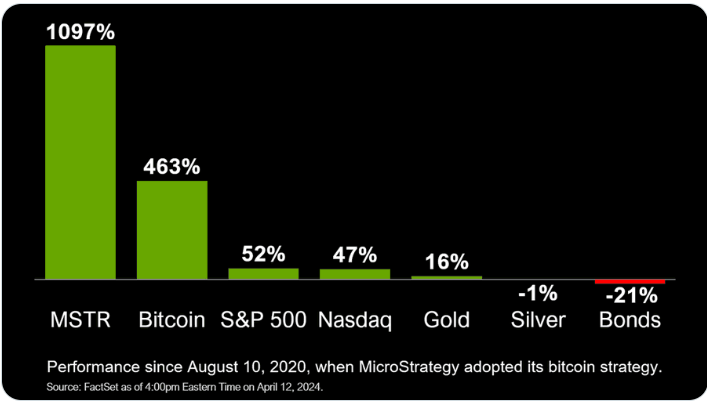 1097%
463%
52%
47%
16%
-1%
-21%
MSTR Bitcoin S&P 500 Nasdaq Gold Silver Bonds
Performance since August 10, 2020, when MicroStrategy adopted its bitcoin strategy.
Source: FactSet as of 4:00pm Eastern Time on April 12, 2024.